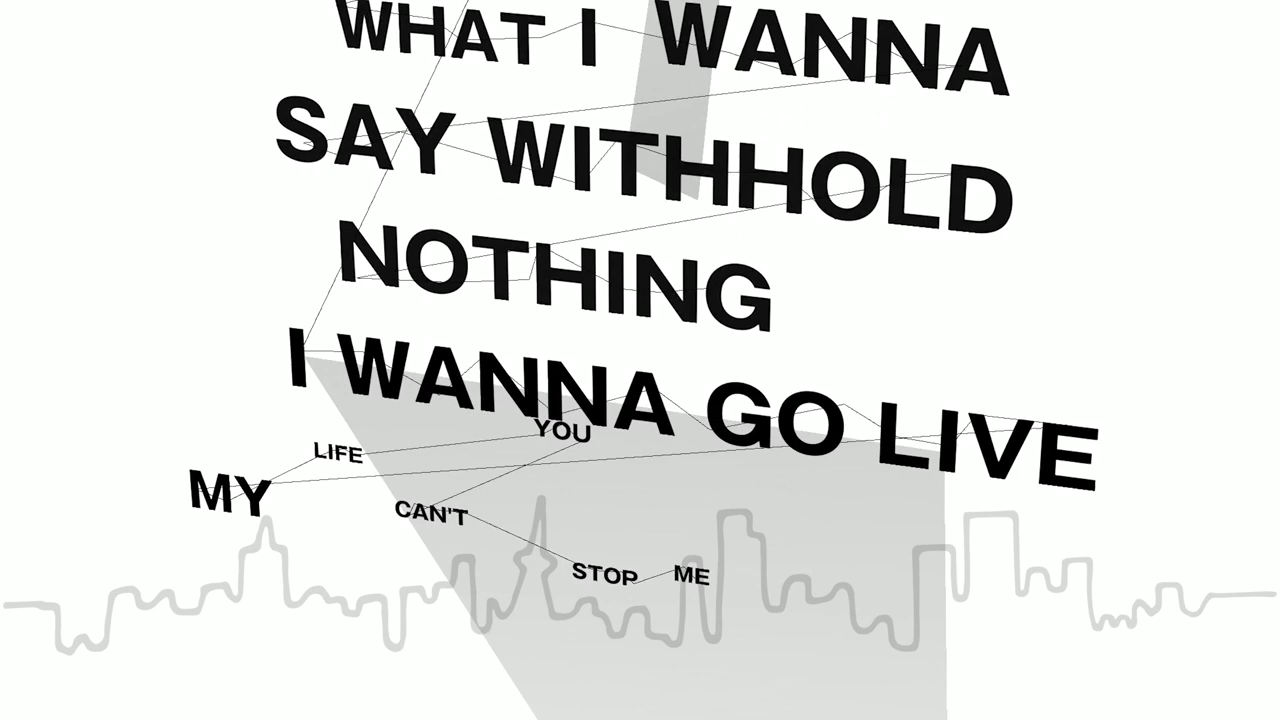 WHAT I WANNA
SAY WITHHOLD
NOTHING
I WANNA GO LIVE
MY LIFE YOU
CAN'T
STOP ME